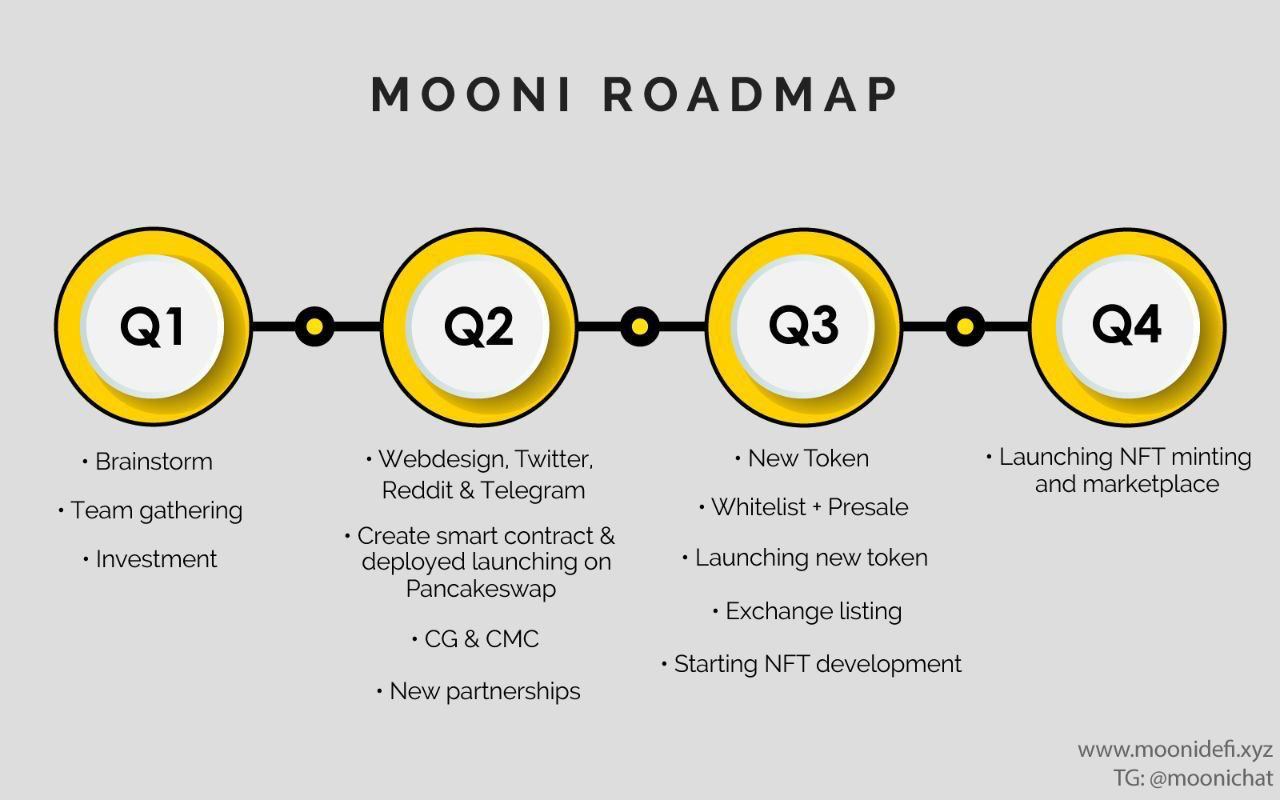 MOONI ROADMAP
Q1
• Brainstorm
• Team gathering
• Investment
Q2
• Webdesign, Twitter,
Reddit & Telegram
• Create smart contract &
deployed launching on
Pancakeswap
• CG & CMC
• New partnerships
Q3
• New Token
• Whitelist + Presale
• Launching new token
• Exchange listing
• Starting NFT development
Q4
• Launching NFT minting
and marketplace
www.moonidefi.xyz
TG: @moonichat